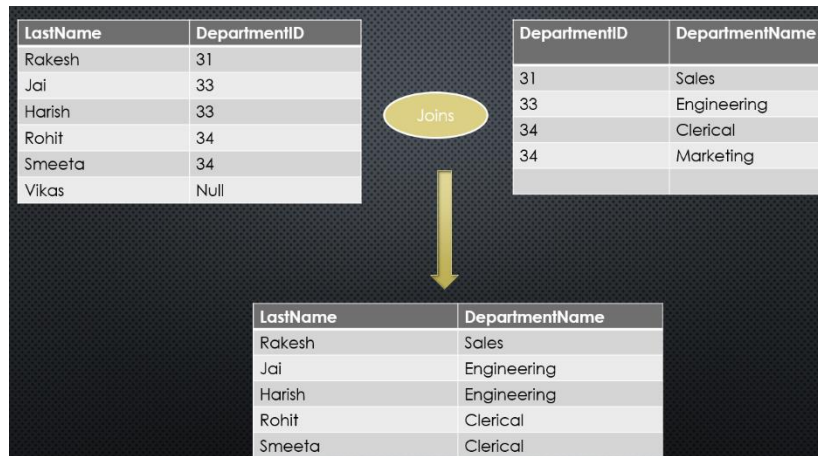 LastName DepartmentID
Rakesh 31
Jai 33
Harish 33
Rohit 34
Smeeta 34
Vikas Null
Joins
DepartmentID DepartmentName
31 Sales
33 Engineering
34 Clerical
34 Marketing
LastName DepartmentName
Rakesh Sales
Jai Engineering
Harish Engineering
Rohit Clerical
Smeeta Clerical